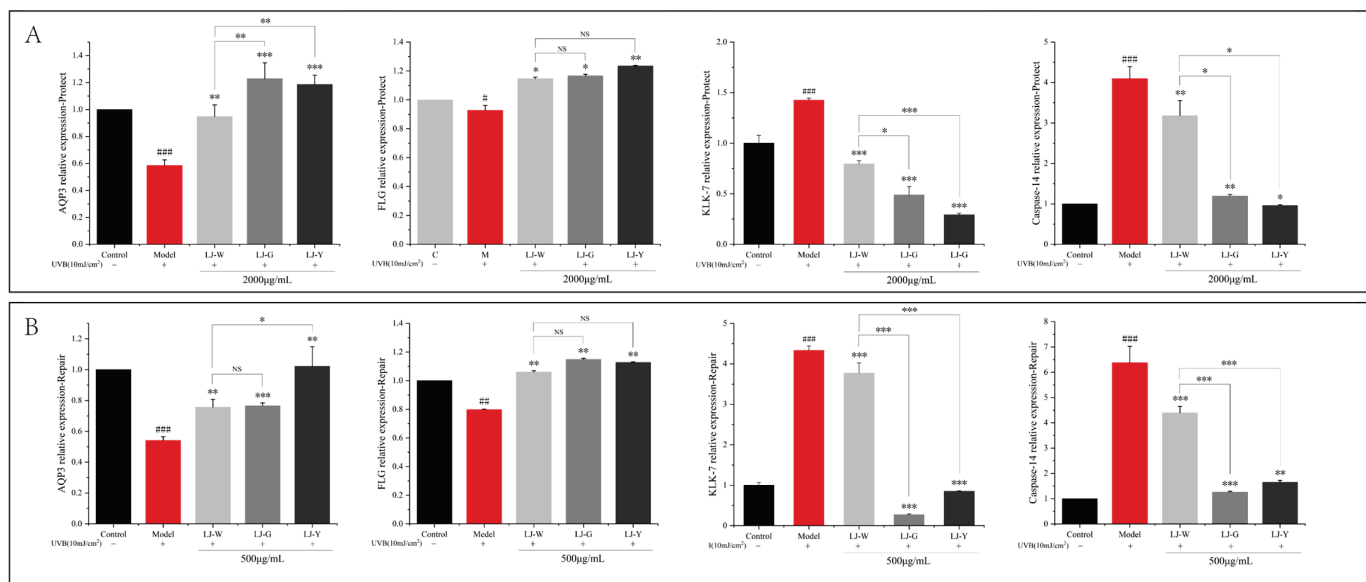 A
AQP3 relative expression-Protect
1.4
1.2
1.0
0.8
0.6
0.4
0.2
0.0
###
**
***
***
**
**
Control Model LJ-W LJ-G LJ-Y
UVB(10mJ/cm²) − + + + +
2000μg/mL
FLG relative expression-Protect
1.4
1.2
1.0
0.8
0.6
0.4
0.2
0.0
#
*
*
**
NS
NS
C M LJ-W LJ-G LJ-Y
UVB(10mJ/cm²) − + + + +
2000μg/mL
KLK-7 relative expression-Protect
2.0
1.5
1.0
0.5
0.0
###
***
***
***
*
***
Control Model LJ-W LJ-G LJ-G
UVB(10mJ/cm²) − + + + +
2000μg/mL
Caspase-14 relative expression-Protect
5
4
3
2
1
0
###
**
**
*
*
*
Control Model LJ-W LJ-G LJ-Y
UVB(10mJ/cm²) − + + + +
2000μg/mL
B
AQP3 relative expression-Repair
1.2
1.0
0.8
0.6
0.4
0.2
0.0
###
**
***
**
NS
*
Control Model LJ-W LJ-G LJ-Y
UVB(10mJ/cm²) − + + + +
500μg/mL
FLG relative expression-Repair
1.4
1.2
1.0
0.8
0.6
0.4
0.2
0.0
##
**
**
**
NS
NS
Control Model LJ-W LJ-G LJ-Y
UVB(10mJ/cm²) − + + + +
500μg/mL
KLK-7 relative expression-Repair
5
4
3
2
1
0
###
***
***
***
***
***
Control Model LJ-W LJ-G LJ-Y
8(10mJ/cm²) − + + + +
500μg/mL
Caspase-14 relative expression-Repair
8
7
6
5
4
3
2
1
0
###
***
***
**
***
***
Control Model LJ-W LJ-G LJ-Y
UVB(10mJ/cm²) − + + + +
500μg/mL